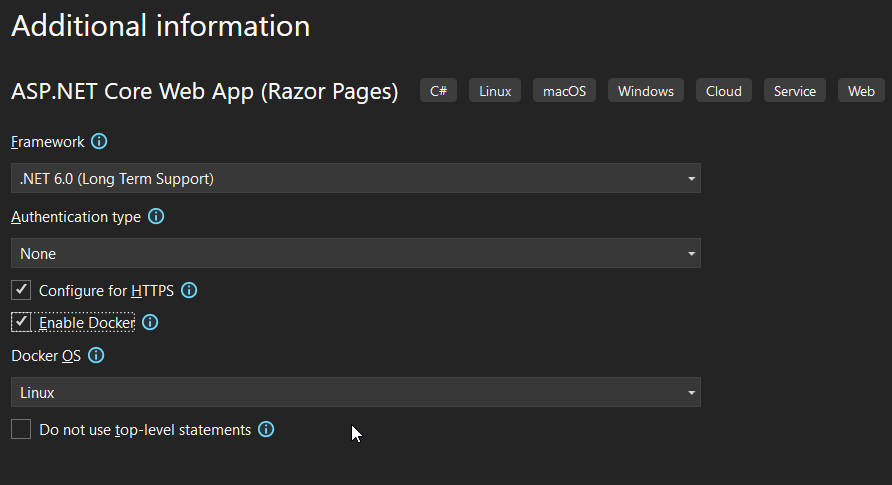 Additional information
ASP.NET Core Web App (Razor Pages) C# Linux macOS Windows Cloud Service Web
Framework
.NET 6.0 (Long Term Support)
Authentication type
None
Configure for HTTPS
Enable Docker
Docker OS
Linux
Do not use top-level statements